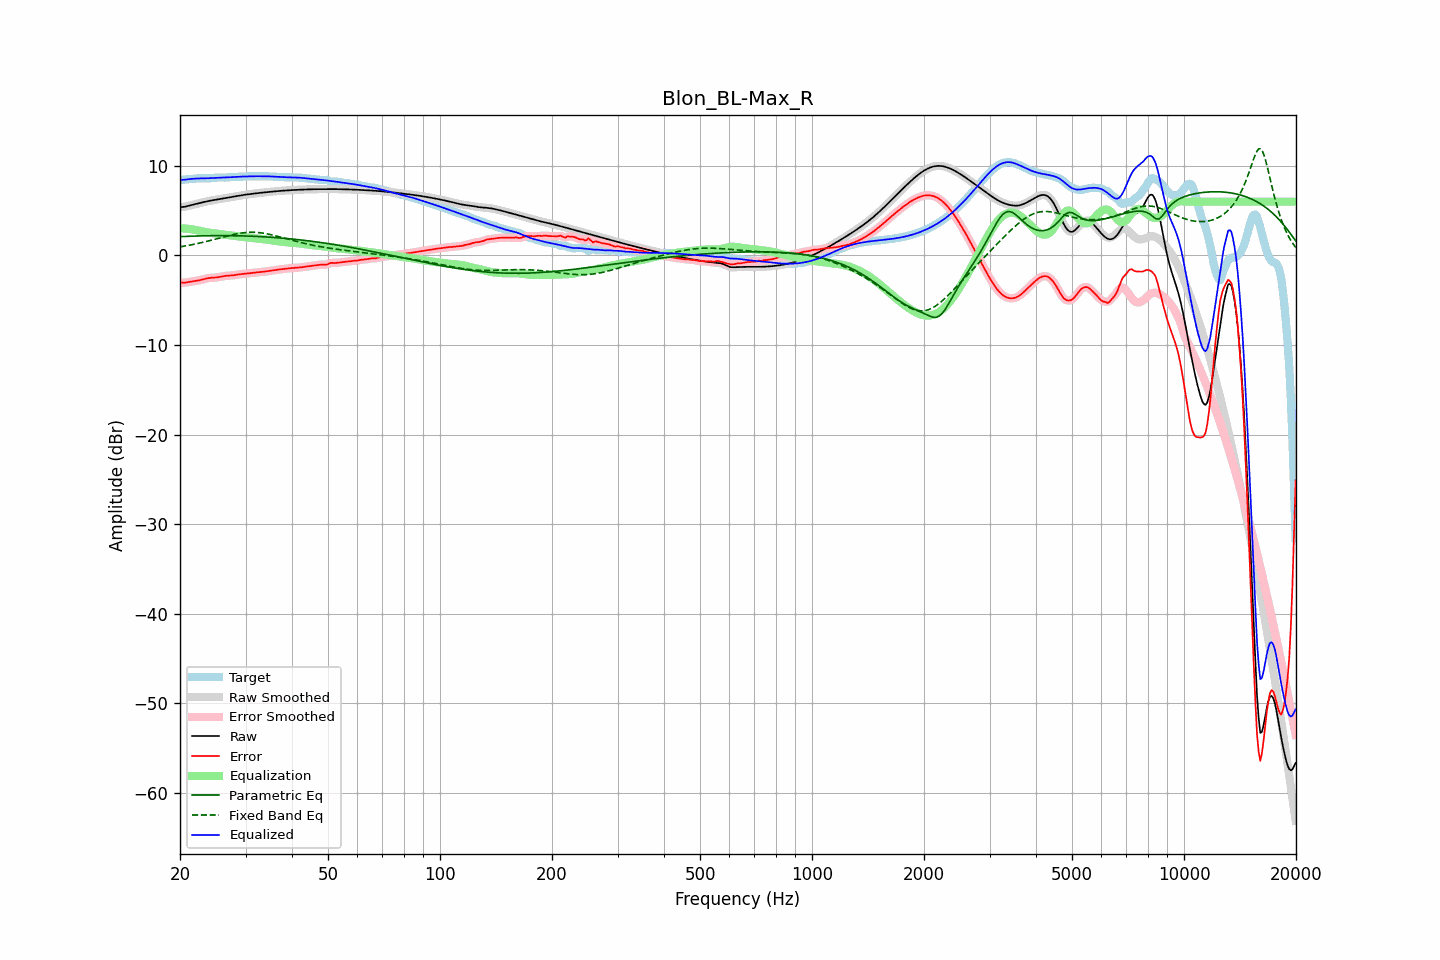 Blon_BL-Max_R
Amplitude (dBr)
10
0
−10
−20
−30
−40
−50
−60
Target
Raw Smoothed
Error Smoothed
Raw
Error
Equalization
Parametric Eq
Fixed Band Eq
Equalized
20 50 100 200 500 1000 2000 5000 10000 20000
Frequency (Hz)